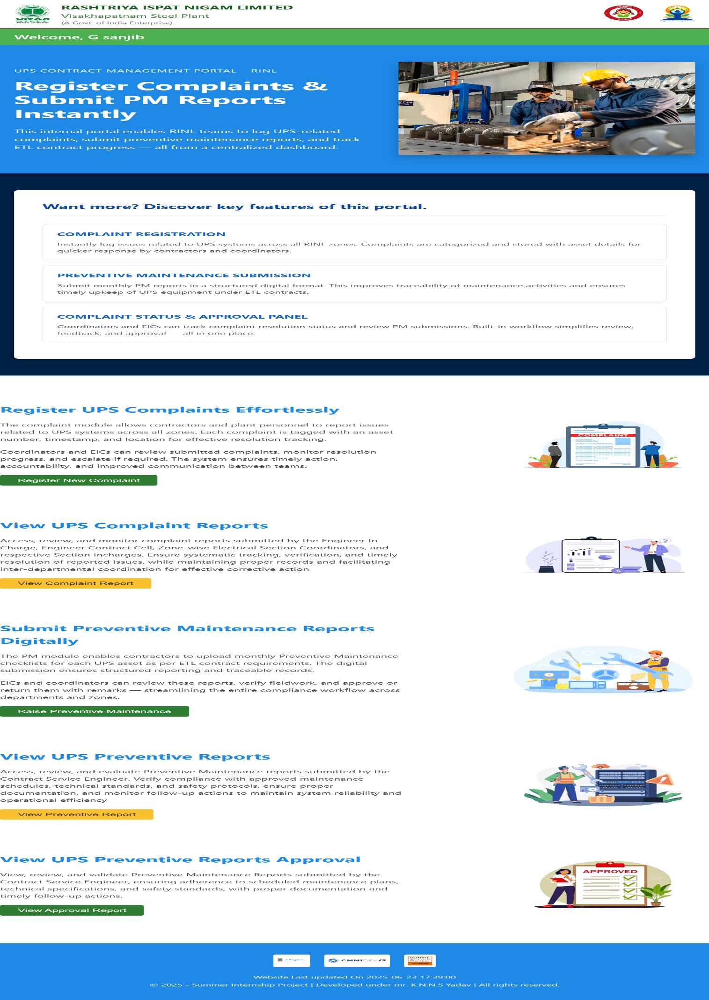 VIZAG
STEEL
Pride of Steel
RASHTRIYA ISPAT NIGAM LIMITED
Visakhapatnam Steel Plant
(A Govt. of India Enterprise)
Welcome, G sanjib
UPS CONTRACT MANAGEMENT PORTAL – RINL
Register Complaints &
Submit PM Reports
Instantly
This internal portal enables RINL teams to log UPS-related
complaints, submit preventive maintenance reports, and track
ETL contract progress — all from a centralized dashboard.
Want more? Discover key features of this portal.
COMPLAINT REGISTRATION
Instantly log issues related to UPS systems across all RINL zones. Complaints are categorized and stored with asset details for
quicker response by contractors and coordinators.
PREVENTIVE MAINTENANCE SUBMISSION
Submit monthly PM reports in a structured digital format. This improves traceability of maintenance activities and ensures
timely upkeep of UPS equipment under ETL contracts.
COMPLAINT STATUS & APPROVAL PANEL
Coordinators and EICs can track complaint resolution status and review PM submissions. Built-in workflow simplifies review,
feedback, and approval — all in one place.
Register UPS Complaints Effortlessly
The complaint module allows contractors and plant personnel to report issues
related to UPS systems across all zones. Each complaint is tagged with an asset
number, timestamp, and location for effective resolution tracking.
Coordinators and EICs can review submitted complaints, monitor resolution
progress, and escalate if required. The system ensures timely action,
accountability, and improved communication between teams.
Register New Complaint
COMPLAINT
View UPS Complaint Reports
Access, review, and monitor complaint reports submitted by the Engineer In
Charge, Engineer Contract Cell, Zone-wise Electrical Section Coordinators, and
respective Section Incharges. Ensure systematic tracking, verification, and timely
resolution of reported issues, while maintaining proper records and facilitating
inter-departmental coordination for effective corrective action
View Complaint Report
$
$
Submit Preventive Maintenance Reports
Digitally
The PM module enables contractors to upload monthly Preventive Maintenance
checklists for each UPS asset as per ETL contract requirements. The digital
submission ensures structured reporting and traceable records.
EICs and coordinators can review these reports, verify fieldwork, and approve or
return them with remarks — streamlining the entire compliance workflow across
departments and zones.
Raise Preventive Maintenance
View UPS Preventive Reports
Access, review, and evaluate Preventive Maintenance reports submitted by the
Contract Service Engineer. Verify compliance with approved maintenance
schedules, technical standards, and safety protocols, ensure proper
documentation, and monitor follow-up actions to maintain system reliability and
operational efficiency
View Preventive Report
View UPS Preventive Reports Approval
View, review, and validate Preventive Maintenance Reports submitted by the
Contract Service Engineer, ensuring adherence to scheduled maintenance plans,
technical specifications, and safety standards, with proper documentation and
timely follow-up actions.
View Approval Report
APPROVED
india.gov.in
CMMIDEV/3
CLIMATE
ACTION
Member
Website Last updated On 2025-06-23 17:39:00
© 2025 - Summer Internship Project | Developed under mr. K.N.N.S Yadav | All rights reserved.